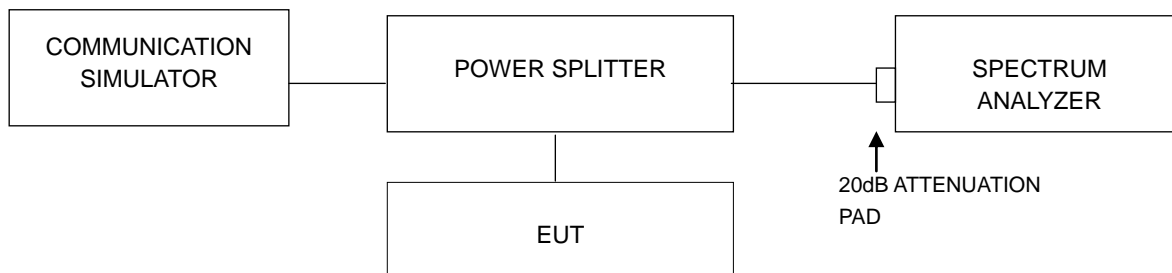 COMMUNICATION
SIMULATOR
POWER SPLITTER
SPECTRUM
ANALYZER
20dB ATTENUATION
PAD
EUT